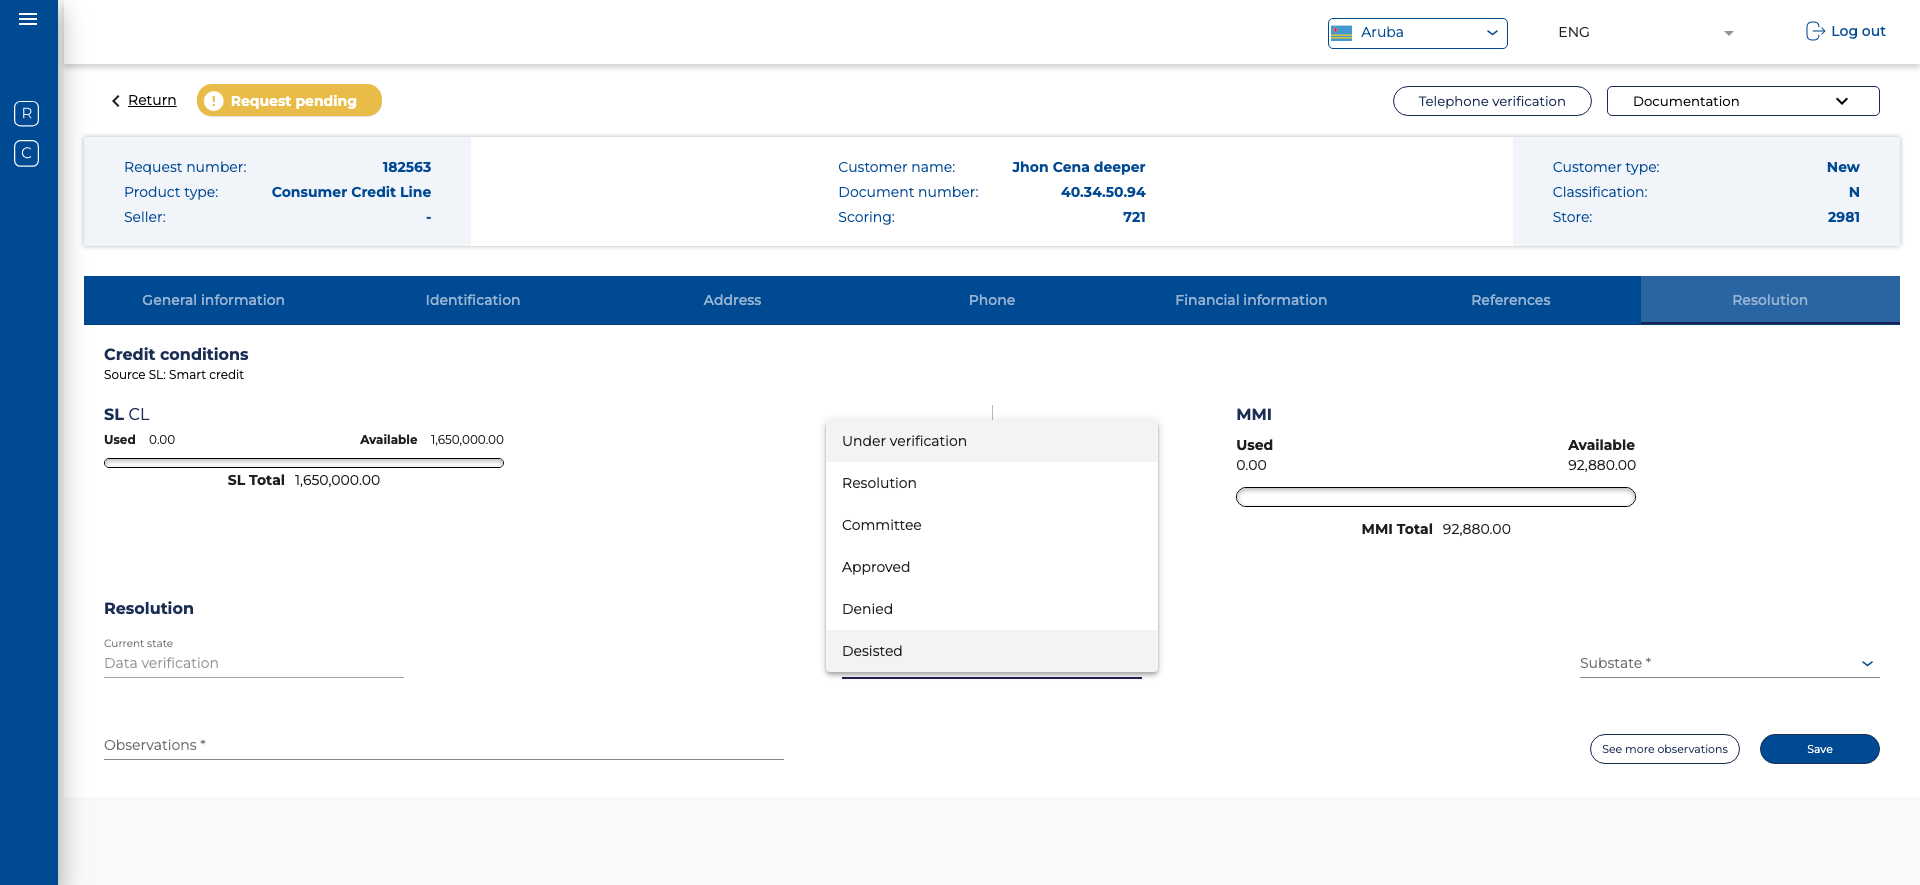 Aruba
ENG
Log out
R
C
Return
! Request pending
Telephone verification
Documentation
Request number: 182563
Product type: Consumer Credit Line
Seller: -
Customer name: Jhon Cena deeper
Document number: 40.34.50.94
Scoring: 721
Customer type: New
Classification: N
Store: 2981
General information
Identification
Address
Phone
Financial information
References
Resolution
Credit conditions
Source SL: Smart credit
SL CL
Used 0.00 Available 1,650,000.00
SL Total 1,650,000.00
MMI
Used Available
0.00 92,880.00
MMI Total 92,880.00
Under verification
Resolution
Committee
Approved
Denied
Desisted
Resolution
Current state
Data verification
Substate *
Observations *
See more observations
Save